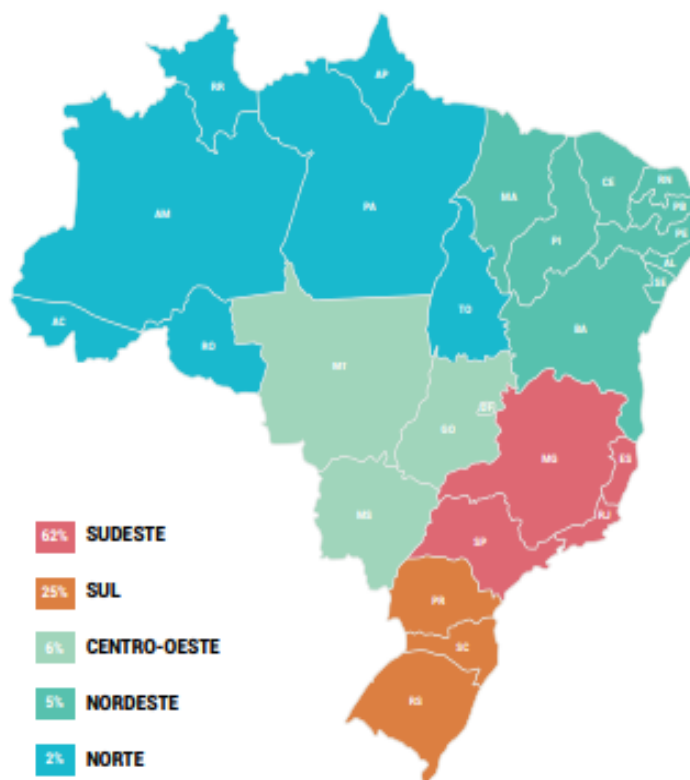 AP
RR
CE
RN
MA
PB
AM
PA
PI
PE
AL
SE
TO
AC
BA
RO
MT
DF
GO
MG
ES
MS
RJ
SP
62% SUDESTE
25% SUL
PR
6% CENTRO-OESTE
SC
5% NORDESTE
RS
2% NORTE